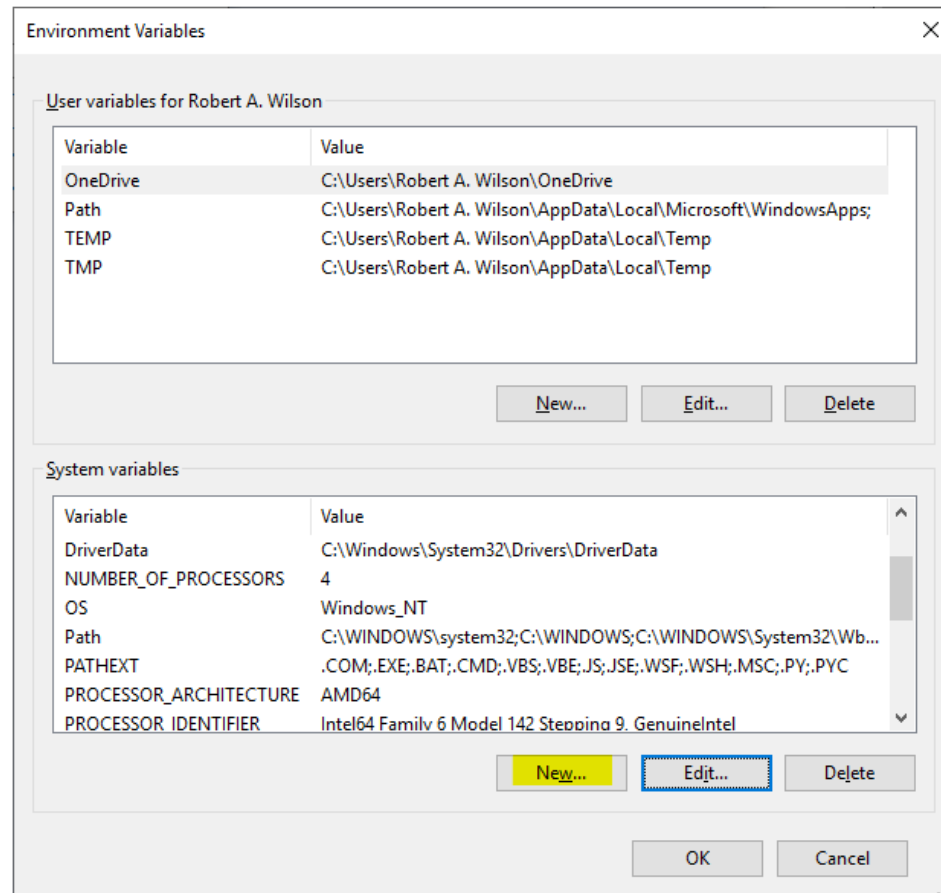 Environment Variables
User variables for Robert A. Wilson
Variable Value
OneDrive C:\Users\Robert A. Wilson\OneDrive
Path C:\Users\Robert A. Wilson\AppData\Local\Microsoft\WindowsApps;
TEMP C:\Users\Robert A. Wilson\AppData\Local\Temp
TMP C:\Users\Robert A. Wilson\AppData\Local\Temp
New... Edit... Delete
System variables
Variable Value
DriverData C:\Windows\System32\Drivers\DriverData
NUMBER_OF_PROCESSORS 4
OS Windows_NT
Path C:\WINDOWS\system32;C:\WINDOWS;C:\WINDOWS\System32\Wb...
PATHEXT .COM;.EXE;.BAT;.CMD;.VBS;.VBE;.JS;.JSE;.WSF;.WSH;.MSC;.PY;.PYC
PROCESSOR_ARCHITECTURE AMD64
PROCESSOR_IDENTIFIER Intel64 Family 6 Model 142 Stepping 9, GenuineIntel
New... Edit... Delete
OK Cancel